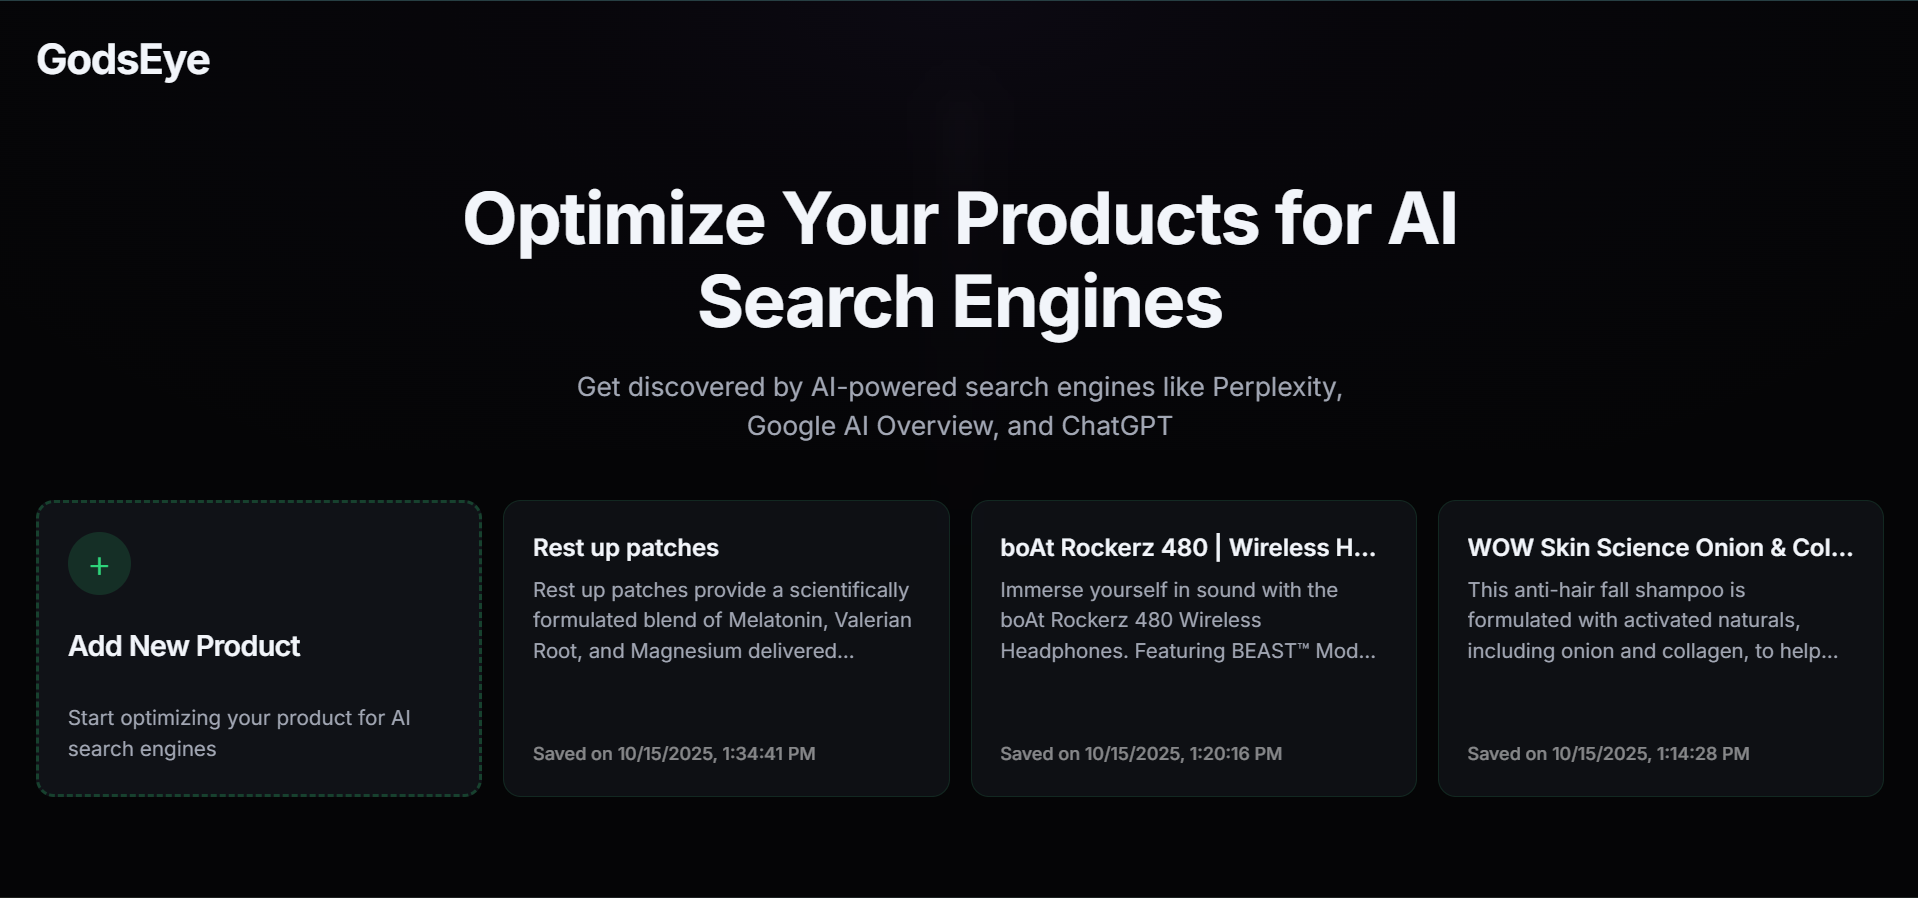 GodsEye
Optimize Your Products for AI
Search Engines
Get discovered by AI-powered search engines like Perplexity,
Google AI Overview, and ChatGPT
+
Add New Product
Start optimizing your product for AI
search engines
Rest up patches
Rest up patches provide a scientifically
formulated blend of Melatonin, Valerian
Root, and Magnesium delivered...
Saved on 10/15/2025, 1:34:41 PM
boAt Rockerz 480 | Wireless H...
Immerse yourself in sound with the
boAt Rockerz 480 Wireless
Headphones. Featuring BEAST™ Mod...
Saved on 10/15/2025, 1:20:16 PM
WOW Skin Science Onion & Col...
This anti-hair fall shampoo is
formulated with activated naturals,
including onion and collagen, to help...
Saved on 10/15/2025, 1:14:28 PM